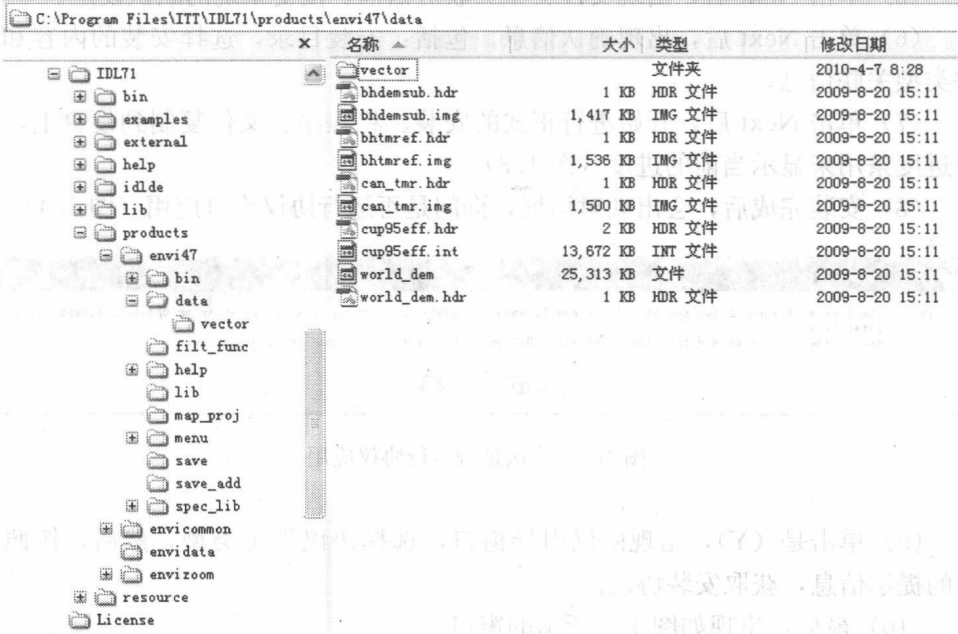 C:\Program Files\ITT\IDL71\products\envi47\data
×
名称 大小 类型 修改日期
IDL71
bin
examples
external
help
idlde
lib
products
envi47
bin
data
vector
filt_func
help
lib
map_proj
menu
save
save_add
spec_lib
envicommon
envidata
envizoom
resource
License
vector 文件夹 2010-4-7 8:28
bhdemsub.hdr 1 KB HDR 文件 2009-8-20 15:11
bhdemsub.img 1,417 KB IMG 文件 2009-8-20 15:11
bhtmref.hdr 1 KB HDR 文件 2009-8-20 15:11
bhtmref.img 1,536 KB IMG 文件 2009-8-20 15:11
can_tmr.hdr 1 KB HDR 文件 2009-8-20 15:11
can_tmr.img 1,500 KB IMG 文件 2009-8-20 15:11
cup95eff.hdr 2 KB HDR 文件 2009-8-20 15:11
cup95eff.int 13,672 KB INT 文件 2009-8-20 15:11
world_dem 25,313 KB 文件 2009-8-20 15:11
world_dem.hdr 1 KB HDR 文件 2009-8-20 15:11